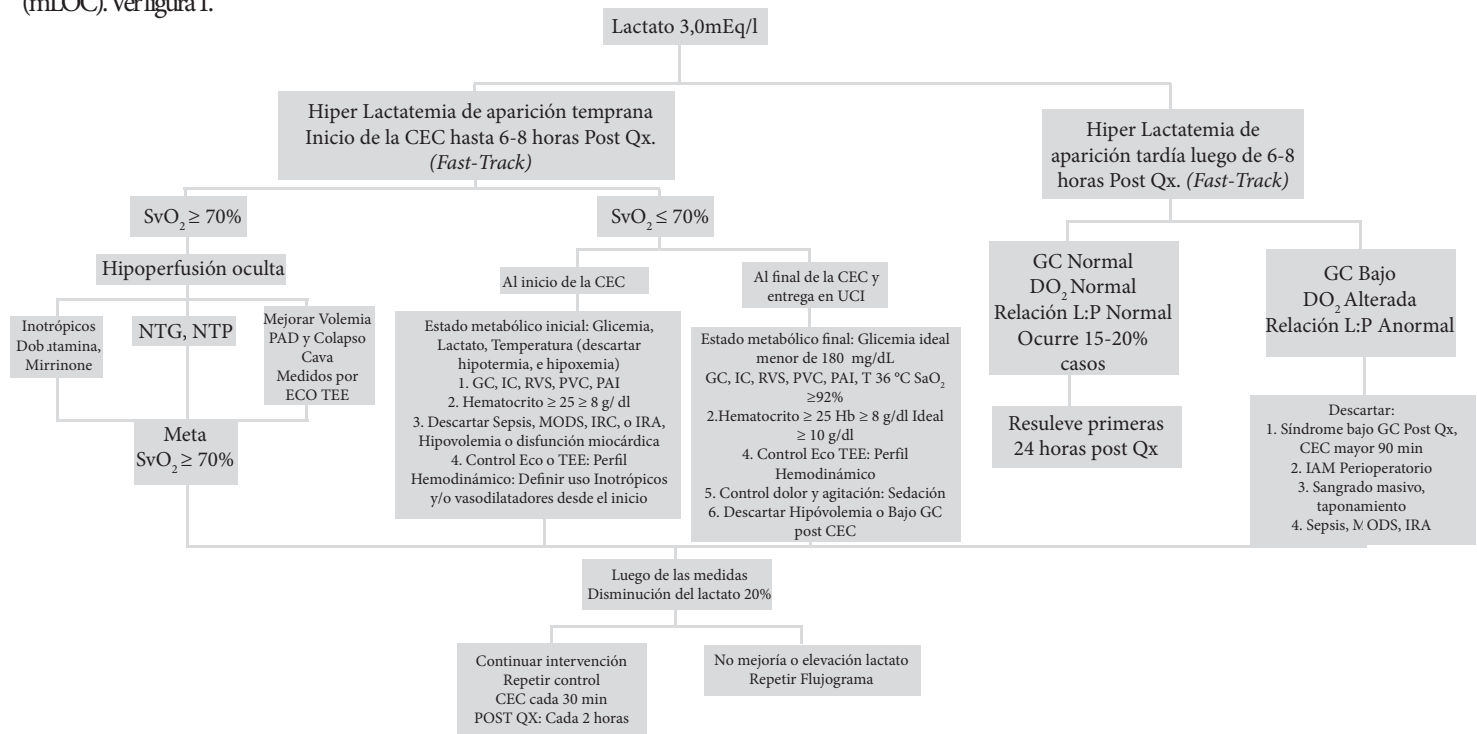 (mLOC). Ver figura 1.
Lactato 3,0mEq/l
Hiper Lactatemia de aparición temprana
Inicio de la CEC hasta 6-8 horas Post Qx.
(Fast-Track)
Hiper Lactatemia de
aparición tardía luego de 6-8
horas Post Qx. (Fast-Track)
SvO₂ ≥ 70%
SvO₂ ≤ 70%
Hipoperfusión oculta
Al inicio de la CEC
Al final de la CEC y
entrega en UCI
GC Normal
DO₂ Normal
Relación L:P Normal
Ocurre 15-20%
casos
GC Bajo
DO₂ Alterada
Relación L:P Anormal
Inotrópicos
Dobutamina,
Mirrinone
NTG, NTP
Mejorar Volemia
PAD y Colapso
Cava
Medidos por
ECO TEE
Estado metabólico inicial: Glicemia,
Lactato, Temperatura (descartar
hipotermia, e hipoxemia)
1. GC, IC, RVS, PVC, PAI
2. Hematocrito ≥ 25 ≥ 8 g/ dl
3. Descartar Sepsis, MODS, IRC, o IRA,
Hipovolemia o disfunción miocárdica
4. Control Eco o TEE: Perfil
Hemodinámico: Definir uso Inotrópicos
y/o vasodilatadores desde el inicio
Estado metabólico final: Glicemia ideal
menor de 180 mg/dL
GC, IC, RVS, PVC, PAI, T 36 °C SaO₂
≥92%
2.Hematocrito ≥ 25 Hb ≥ 8 g/dl Ideal
≥ 10 g/dl
4. Control Eco TEE: Perfil
Hemodinámico
5. Control dolor y agitación: Sedación
6. Descartar Hipóvolemia o Bajo GC
post CEC
Meta
SvO₂ ≥ 70%
Resuleve primeras
24 horas post Qx
Descartar:
1. Síndrome bajo GC Post Qx,
CEC mayor 90 min
2. IAM Perioperatorio
3. Sangrado masivo,
taponamiento
4. Sepsis, MODS, IRA
Luego de las medidas
Disminución del lactato 20%
Continuar intervención
Repetir control
CEC cada 30 min
POST QX: Cada 2 horas
No mejoría o elevación lactato
Repetir Flujograma